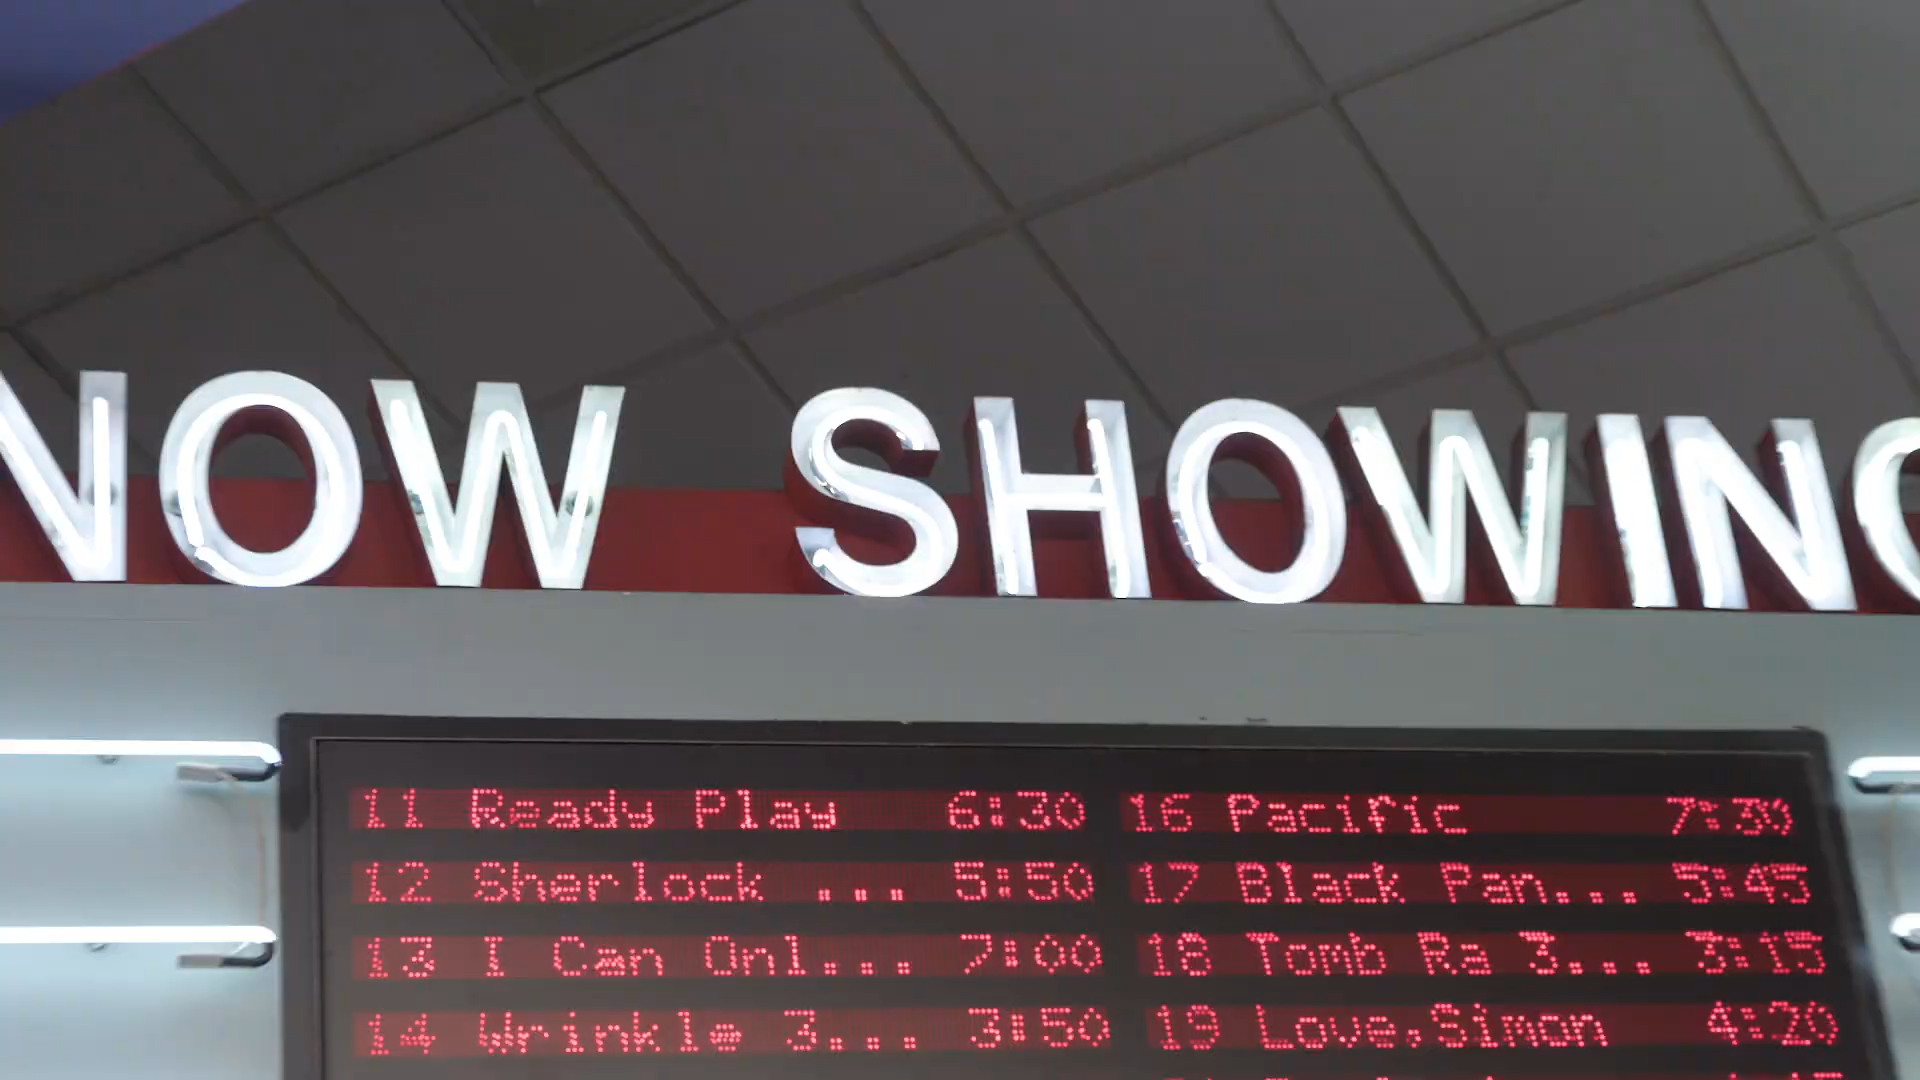 NOW SHOWING
11 Ready Play 6:30
12 Sherlock ... 5:50
13 I Can Onl... 7:00
14 Wrinkle 3... 3:50
16 Pacific 7:30
17 Black Pan... 5:45
18 Tomb Ra 3... 3:15
19 Love,Simon 4:20